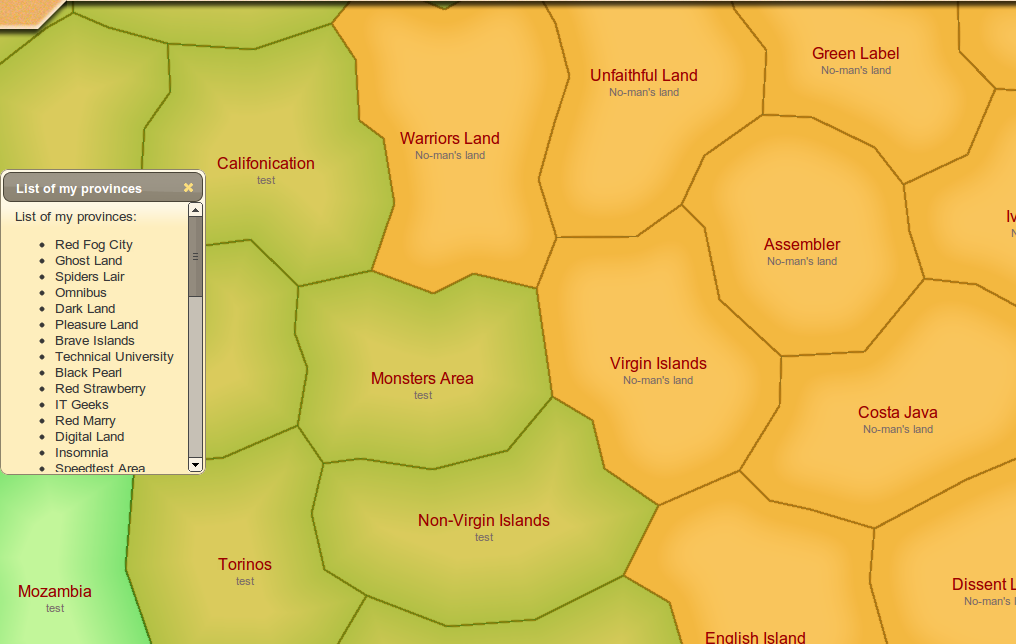 Green Label
No-man's land
Unfaithful Land
No-man's land
Warriors Land
No-man's land
Califonication
test
List of my provinces
List of my provinces:
Red Fog City
Ghost Land
Spiders Lair
Omnibus
Dark Land
Pleasure Land
Brave Islands
Technical University
Black Pearl
Red Strawberry
IT Geeks
Red Marry
Digital Land
Insomnia
Speedtest Area
Assembler
No-man's land
Virgin Islands
No-man's land
Monsters Area
test
Costa Java
No-man's land
Non-Virgin Islands
test
Torinos
test
Mozambia
test
Dissent L
No-man's l
English Island